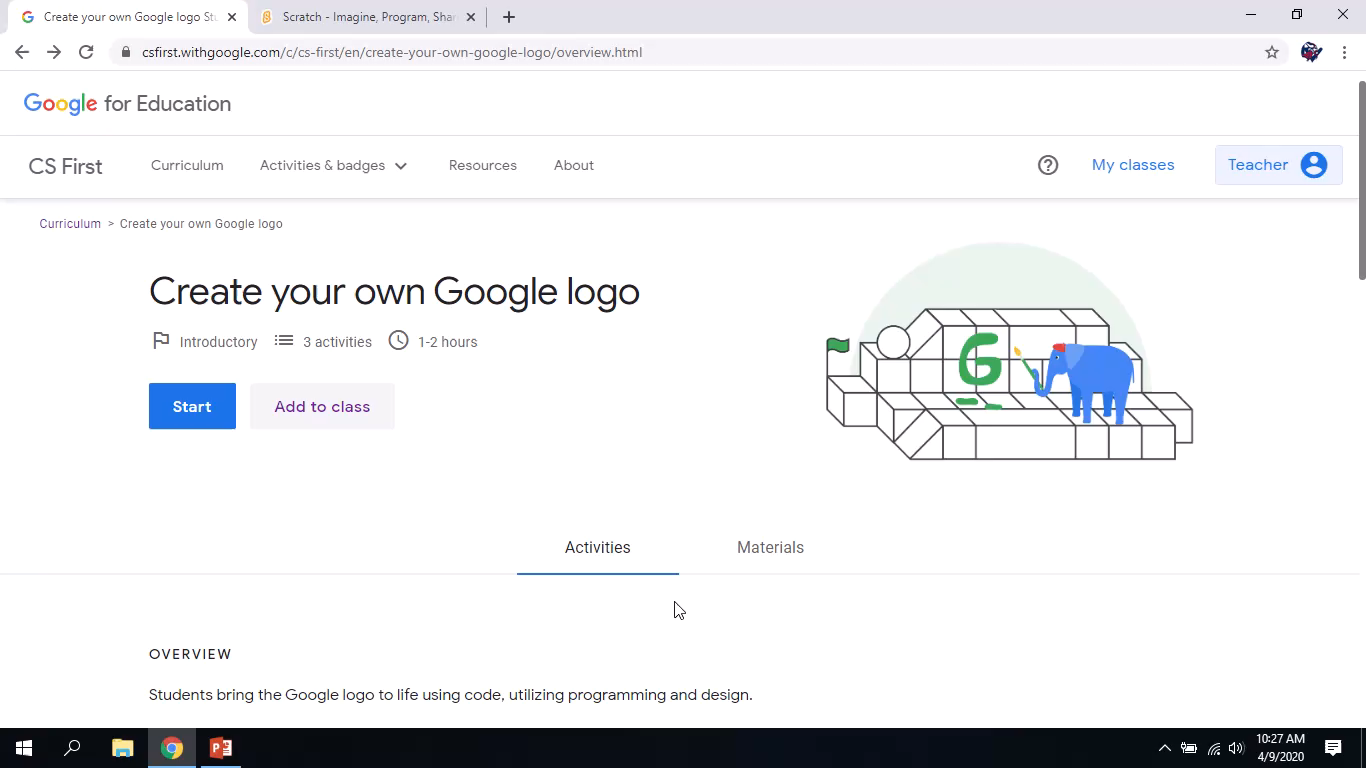 Create your own Google logo Stu
Scratch - Imagine, Program, Shar
csfirst.withgoogle.com/c/cs-first/en/create-your-own-google-logo/overview.html
Google for Education
CS First
Curriculum
Activities & badges
Resources
About
My classes
Teacher
Curriculum > Create your own Google logo
Create your own Google logo
Introductory
3 activities
1-2 hours
Start
Add to class
G
Activities
Materials
OVERVIEW
Students bring the Google logo to life using code, utilizing programming and design.
10:27 AM
4/9/2020